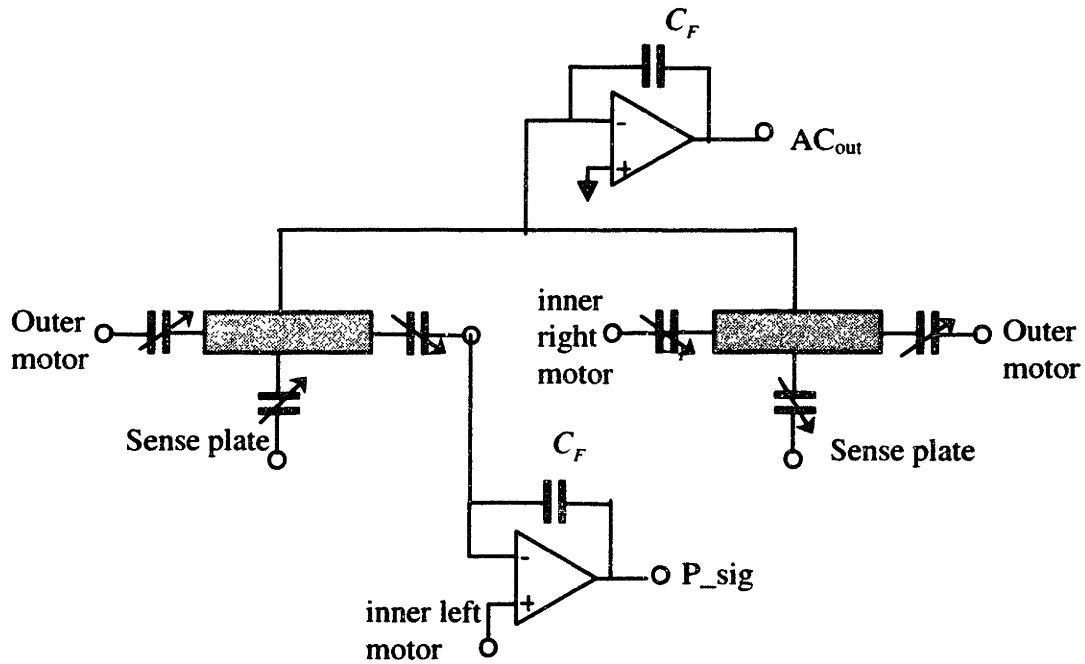 C_F
-
AC_out
+
Outer
motor
inner
right
motor
Outer
motor
Sense plate
Sense plate
C_F
-
P_sig
+
inner left
motor